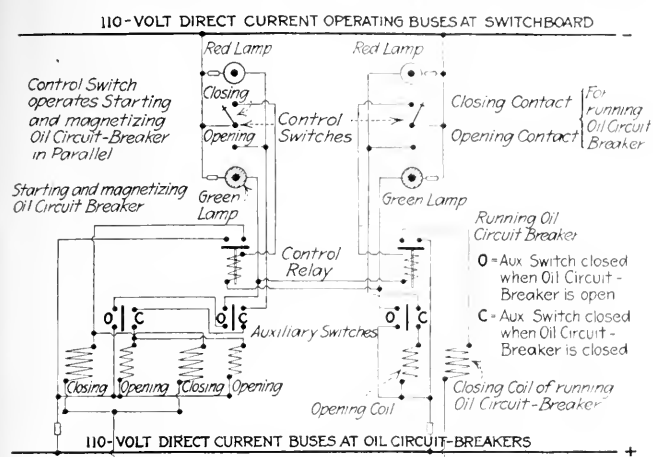 110-VOLT DIRECT CURRENT OPERATING BUSES AT SWITCHBOARD
Red Lamp
Red Lamp
Control Switch
operates Starting
and magnetizing
Oil Circuit-Breaker
in Parallel
Closing
Opening
Control
Switches
Closing Contact
Opening Contact
For
running
Oil Circuit
Breaker
Starting and magnetizing
Oil Circuit Breaker
Green
Lamp
Green Lamp
Running Oil
Circuit Breaker
Control
Relay
O = Aux Switch closed
when Oil Circuit-
Breaker is open
C = Aux Switch closed
when Oil Circuit-
Breaker is closed
O C
O C
O C
Auxiliary Switches
Closing
Opening
Closing
Opening
Opening Coil
Closing Coil of running
Oil Circuit-Breaker
110-VOLT DIRECT CURRENT BUSES AT OIL CIRCUIT-BREAKERS
- 
+